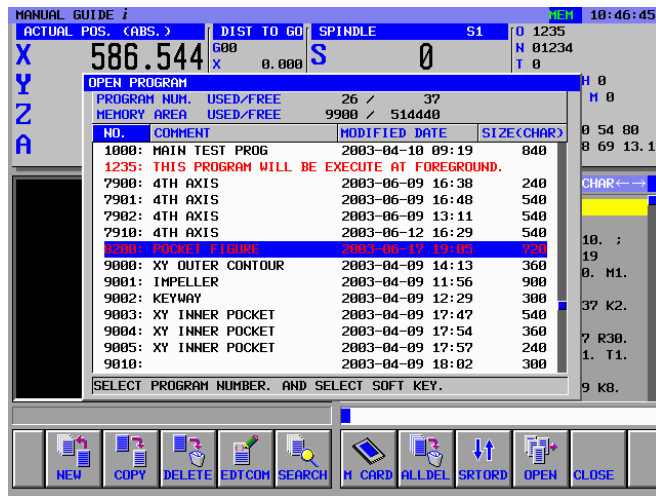 MANUAL GUIDE i MEM 10:46:45
ACTUAL POS. (ABS.) DIST TO GO SPINDLE S1 O 1235
X 586.544 G00 S 0 N 01234
X 0.000 T 0
Y H 0
M 0
Z
A
0 54 80
8 69 13.1
OPEN PROGRAM
PROGRAM NUM. USED/FREE 26 / 37
MEMORY AREA USED/FREE 9900 / 514440
NO. COMMENT MODIFIED DATE SIZE(CHAR)
1000: MAIN TEST PROG 2003-04-10 09:19 840
1235: THIS PROGRAM WILL BE EXECUTE AT FOREGROUND.
7900: 4TH AXIS 2003-06-09 16:38 240
7901: 4TH AXIS 2003-06-09 16:48 540
7902: 4TH AXIS 2003-06-09 13:11 540
7910: 4TH AXIS 2003-06-12 16:29 540
8200: POCKET FIGURE 2003-06-17 19:05 720
9000: XY OUTER CONTOUR 2003-04-09 14:13 360
9001: IMPELLER 2003-04-09 11:56 900
9002: KEYWAY 2003-04-09 12:29 300
9003: XY INNER POCKET 2003-04-09 17:47 540
9004: XY INNER POCKET 2003-04-09 17:54 360
9005: XY INNER POCKET 2003-04-09 17:57 240
9010: 2003-04-09 18:02 300
SELECT PROGRAM NUMBER. AND SELECT SOFT KEY.
CHAR←→
10. ;
19
0. M1.
37 K2.
7 R30.
1. T1.
9 K8.
NEW COPY DELETE EDTCOM SEARCH M CARD ALLDEL SRTORD OPEN CLOSE